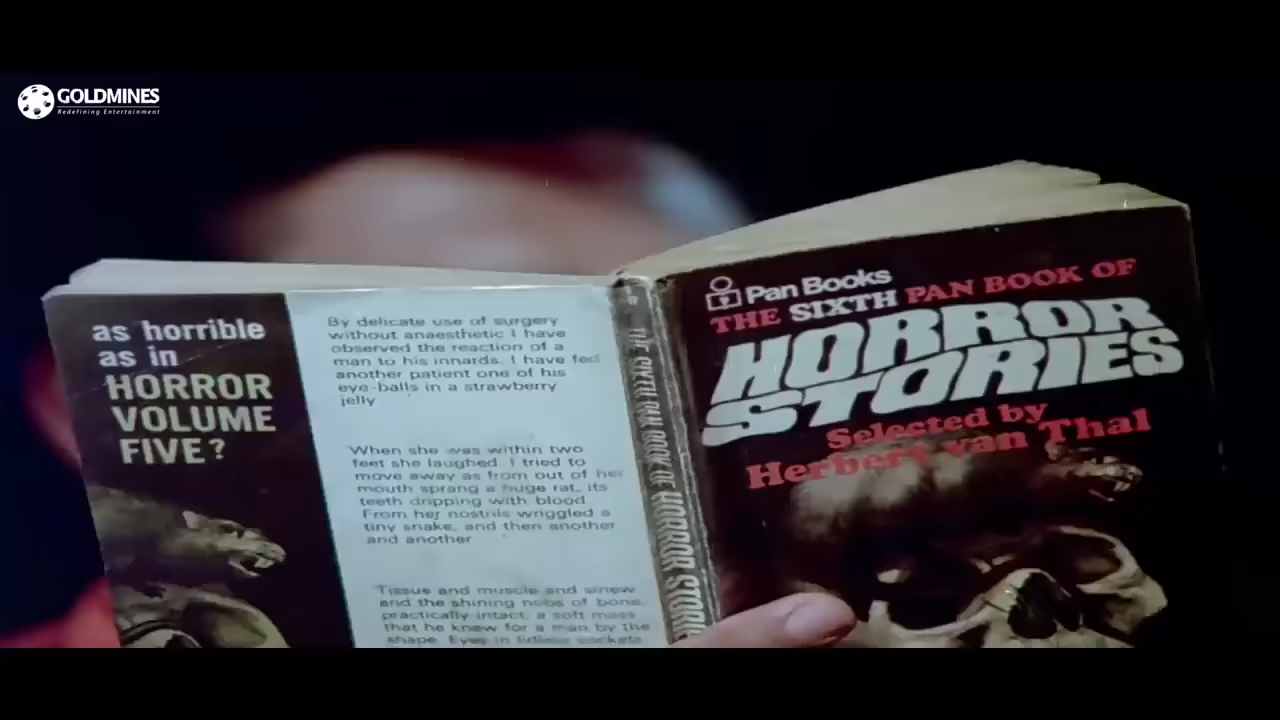 GOLDMINES
Redefining Entertainment
as horrible
as in
HORROR
VOLUME
FIVE?
By delicate use of surgery
without anaesthetic I have
observed the reaction of a
man to his innards. I have fed
another patient one of his
eye-balls in a strawberry
jelly
'When she was within two
feet she laughed. I tried to
move away as from out of her
mouth sprang a huge rat, its
teeth dripping with blood
From her nostrils wriggled a
tiny snake, and then another
and another
'Tissue and muscle and sinew
and the shining nobs of bone
practically intact, a soft mass
that he knew for a man by the
shape. Eyes in lidless sockets
THE SIXTH PAN BOOK OF HORROR STORIES
Pan Books
THE SIXTH PAN BOOK OF
HORROR
STORIES
Selected by
Herbert van Thal